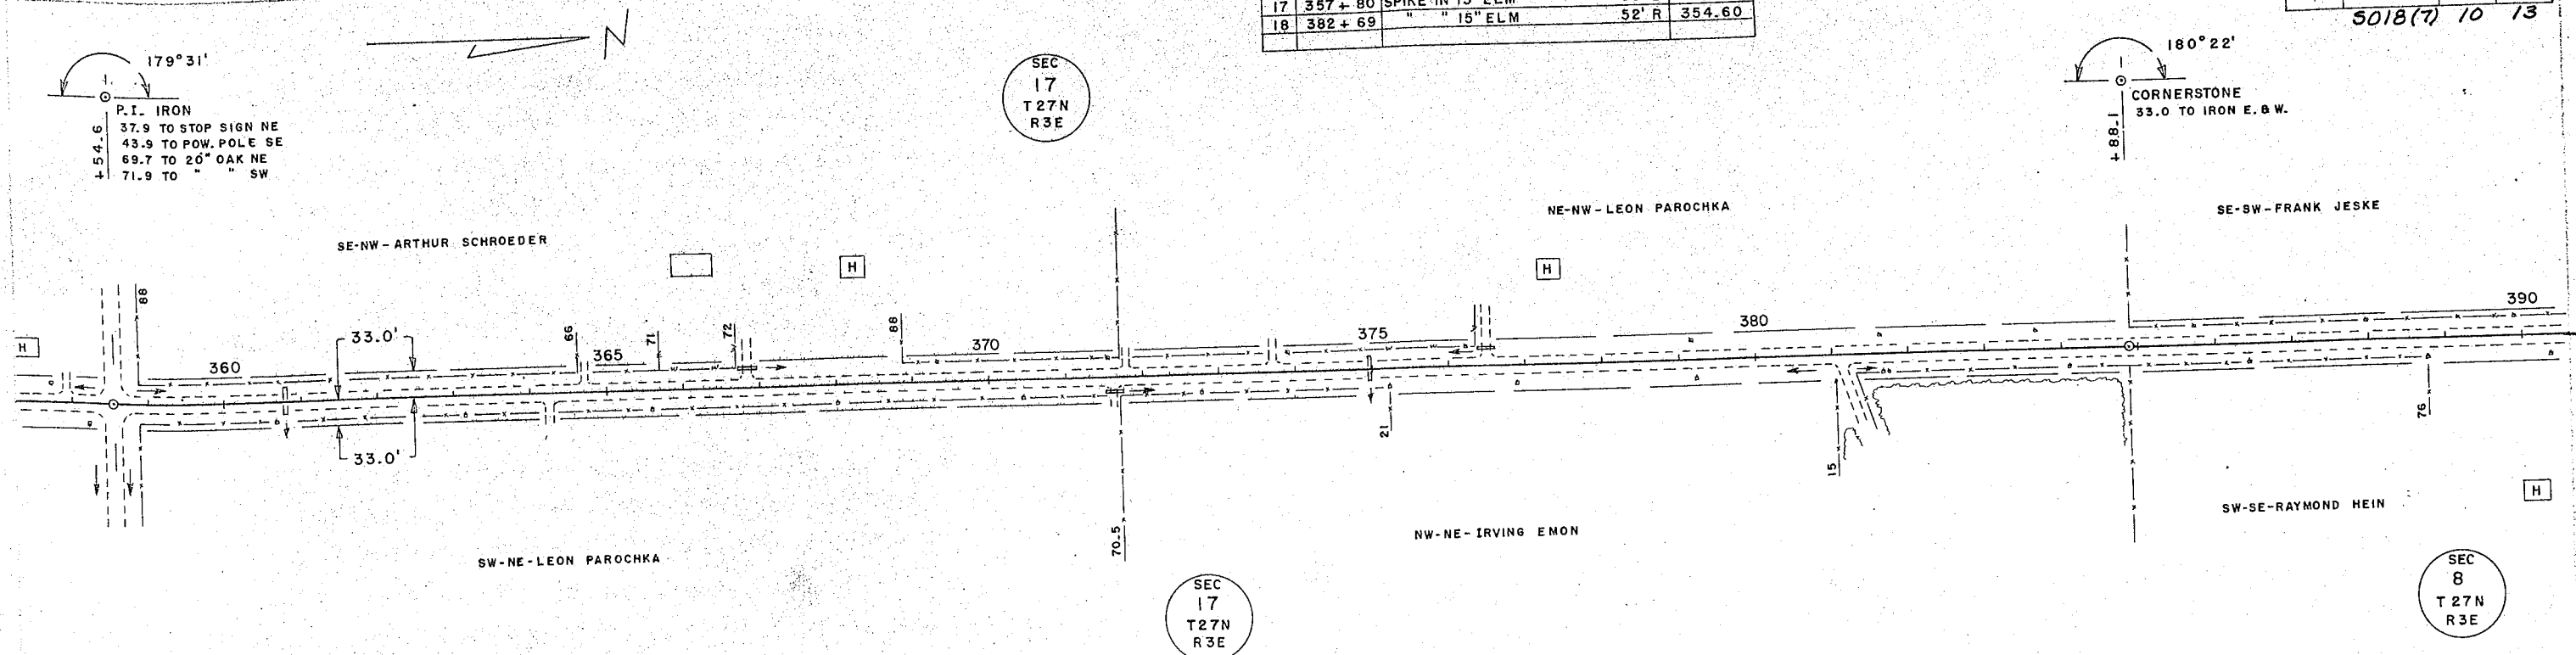 17 357+80 SPIKE IN 15" ELM
18 382+69 " " 15" ELM 52' R 354.60
5018(7) 10 13
N
179°31'
P.I. IRON
37.9 TO STOP SIGN NE
43.9 TO POW. POLE SE
69.7 TO 20" OAK NE
71.9 TO " " SW
+54.6
SEC
17
T27N
R3E
180°22'
CORNERSTONE
33.0 TO IRON E. & W.
+88.1
NE-NW-LEON PAROCHKA
SE-SW-FRANK JESKE
SE-NW-ARTHUR SCHROEDER
H
H
H
88
33.0'
360
66
365
71
72
88
370
375
380
390
33.0'
21
15
76
70.5
H
SW-NE-LEON PAROCHKA
NW-NE-IRVING EMON
SW-SE-RAYMOND HEIN
SEC
17
T27N
R3E
SEC
8
T27N
R3E